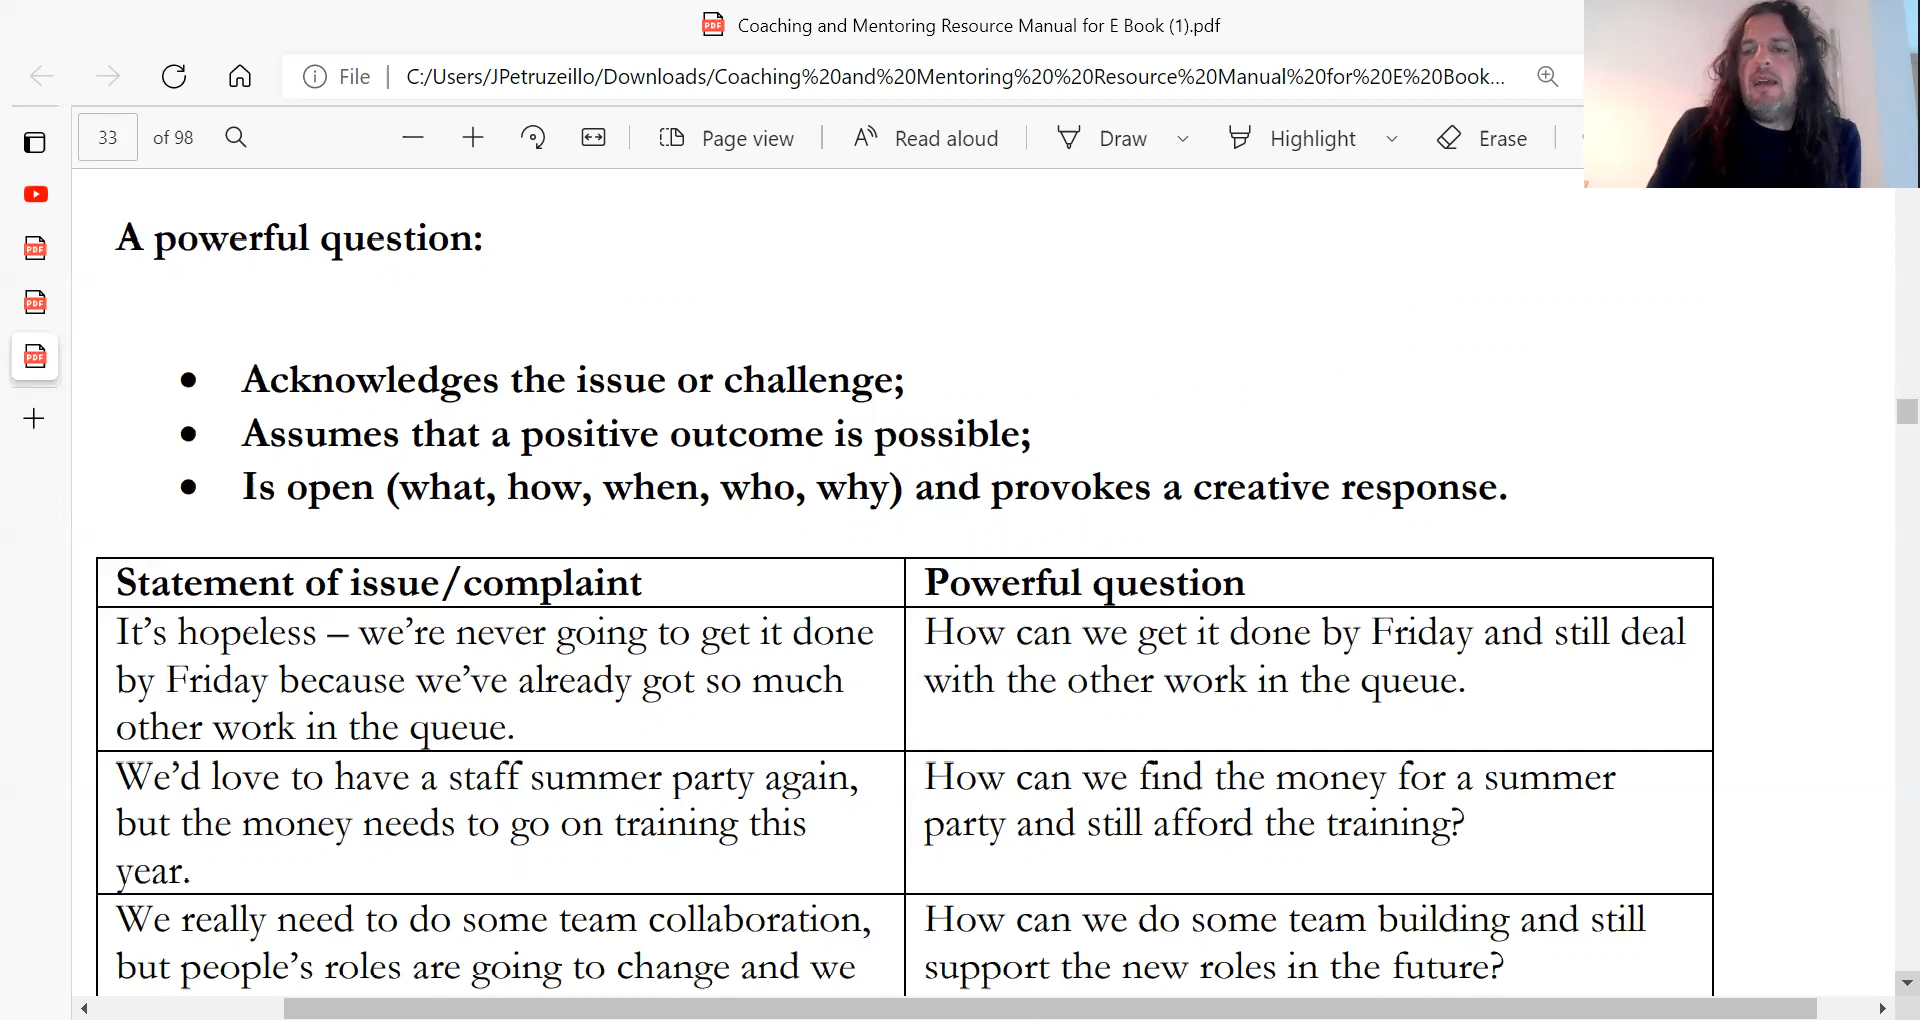 Coaching and Mentoring Resource Manual for E Book (1).pdf
File
C:/Users/JPetruzeillo/Downloads/Coaching%20and%20Mentoring%20%20Resource%20Manual%20for%20E%20Book...
33 of 98
Page view
Read aloud
Draw
Highlight
Erase
A powerful question:
• Acknowledges the issue or challenge;
• Assumes that a positive outcome is possible;
• Is open (what, how, when, who, why) and provokes a creative response.
Statement of issue/complaint
Powerful question
It’s hopeless – we’re never going to get it done
by Friday because we’ve already got so much
other work in the queue.
How can we get it done by Friday and still deal
with the other work in the queue.
We’d love to have a staff summer party again,
but the money needs to go on training this
year.
How can we find the money for a summer
party and still afford the training?
We really need to do some team collaboration,
but people’s roles are going to change and we
How can we do some team building and still
support the new roles in the future?